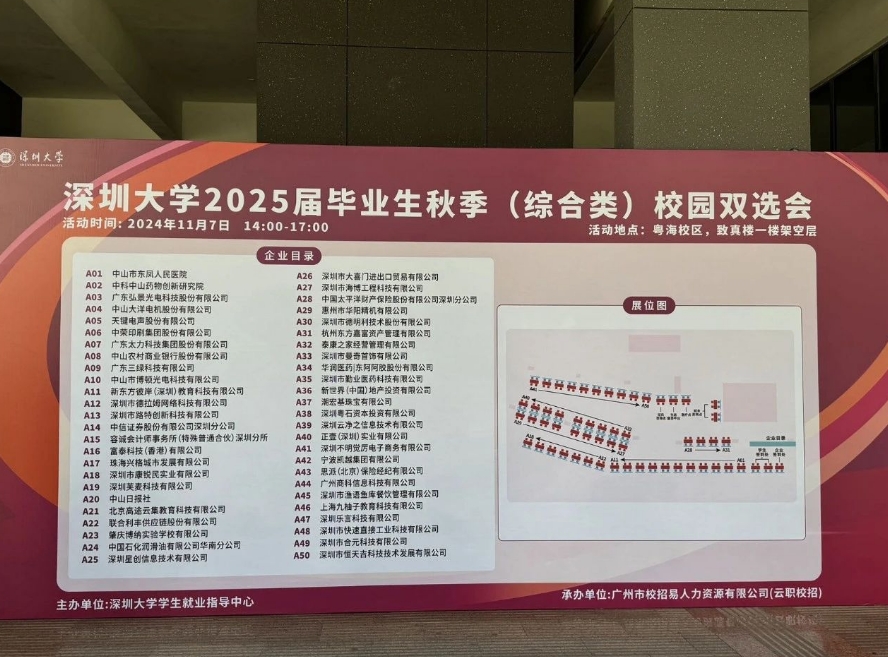 深圳大学
深圳大学2025届毕业生秋季（综合类）校园双选会
活动时间: 2024年11月7日 14:00-17:00
活动地点：粤海校区，致真楼一楼架空层
企业目录
A01 中山市东凤人民医院
A02 中科中山药物创新研究院
A03 广东弘景光电科技股份有限公司
A04 中山大洋电机股份有限公司
A05 天键电声股份有限公司
A06 中荣印刷集团股份有限公司
A07 广东太力科技集团股份有限公司
A08 中山农村商业银行股份有限公司
A09 广东三绿科技有限公司
A10 中山市博顿光电科技有限公司
A11 新东方彼岸(深圳)教育科技有限公司
A12 深圳市德拉姆网络科技有限公司
A13 深圳市路特创新科技有限公司
A14 中信证券股份有限公司深圳分公司
A15 容诚会计师事务所(特殊普通合伙)深圳分所
A16 富泰科技(香港)有限公司
A17 珠海兴格城市发展有限公司
A18 深圳市康锐民实业有限公司
A19 深圳芙麦科技有限公司
A20 中山日报社
A21 北京高途云集教育科技有限公司
A22 联合利丰供应链股份有限公司
A23 肇庆博纳实验学校有限公司
A24 中国石化润滑油有限公司华南分公司
A25 深圳星创信息技术有限公司
A26 深圳市大喜门进出口贸易有限公司
A27 深圳市海博工程科技有限公司
A28 中国太平洋财产保险股份有限公司深圳分公司
A29 惠州市华阳精机有限公司
A30 深圳市德明利技术股份有限公司
A31 杭州东方嘉富资产管理有限公司
A32 泰康之家经营管理有限公司
A33 深圳市曼奇首饰有限公司
A34 华润医药|东阿阿胶股份有限公司
A35 深圳市勤业医药科技有限公司
A36 新世界(中国)地产投资有限公司
A37 潮宏基珠宝有限公司
A38 深圳粤石资本投资有限公司
A39 深圳云净之信息技术有限公司
A40 正壹(深圳)实业有限公司
A41 深圳不明觉厉电子商务有限公司
A42 宁波凯越集团有限公司
A43 思派(北京)保险经纪有限公司
A44 广州商科信息科技有限公司
A45 深圳市渔语鱼库餐饮管理有限公司
A46 上海九柚子教育科技有限公司
A47 深圳乐言科技有限公司
A48 深圳市快速直接工业科技有限公司
A49 深圳市合元科技有限公司
A50 深圳市恒天吉科技技术发展有限公司
展位图
企业目录
主办单位:深圳大学学生就业指导中心
承办单位:广州市校招易人力资源有限公司(云职校招)